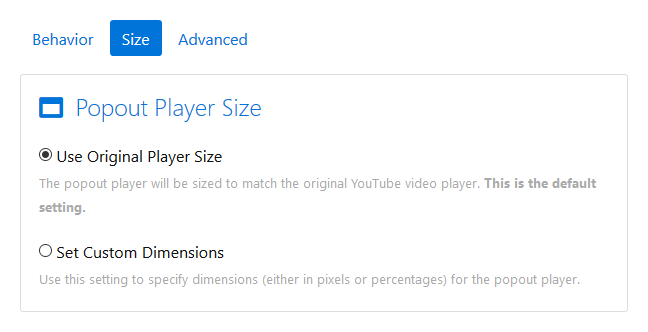 Behavior Size Advanced
Popout Player Size
Use Original Player Size
The popout player will be sized to match the original YouTube video player. This is the default
setting.
Set Custom Dimensions
Use this setting to specify dimensions (either in pixels or percentages) for the popout player.